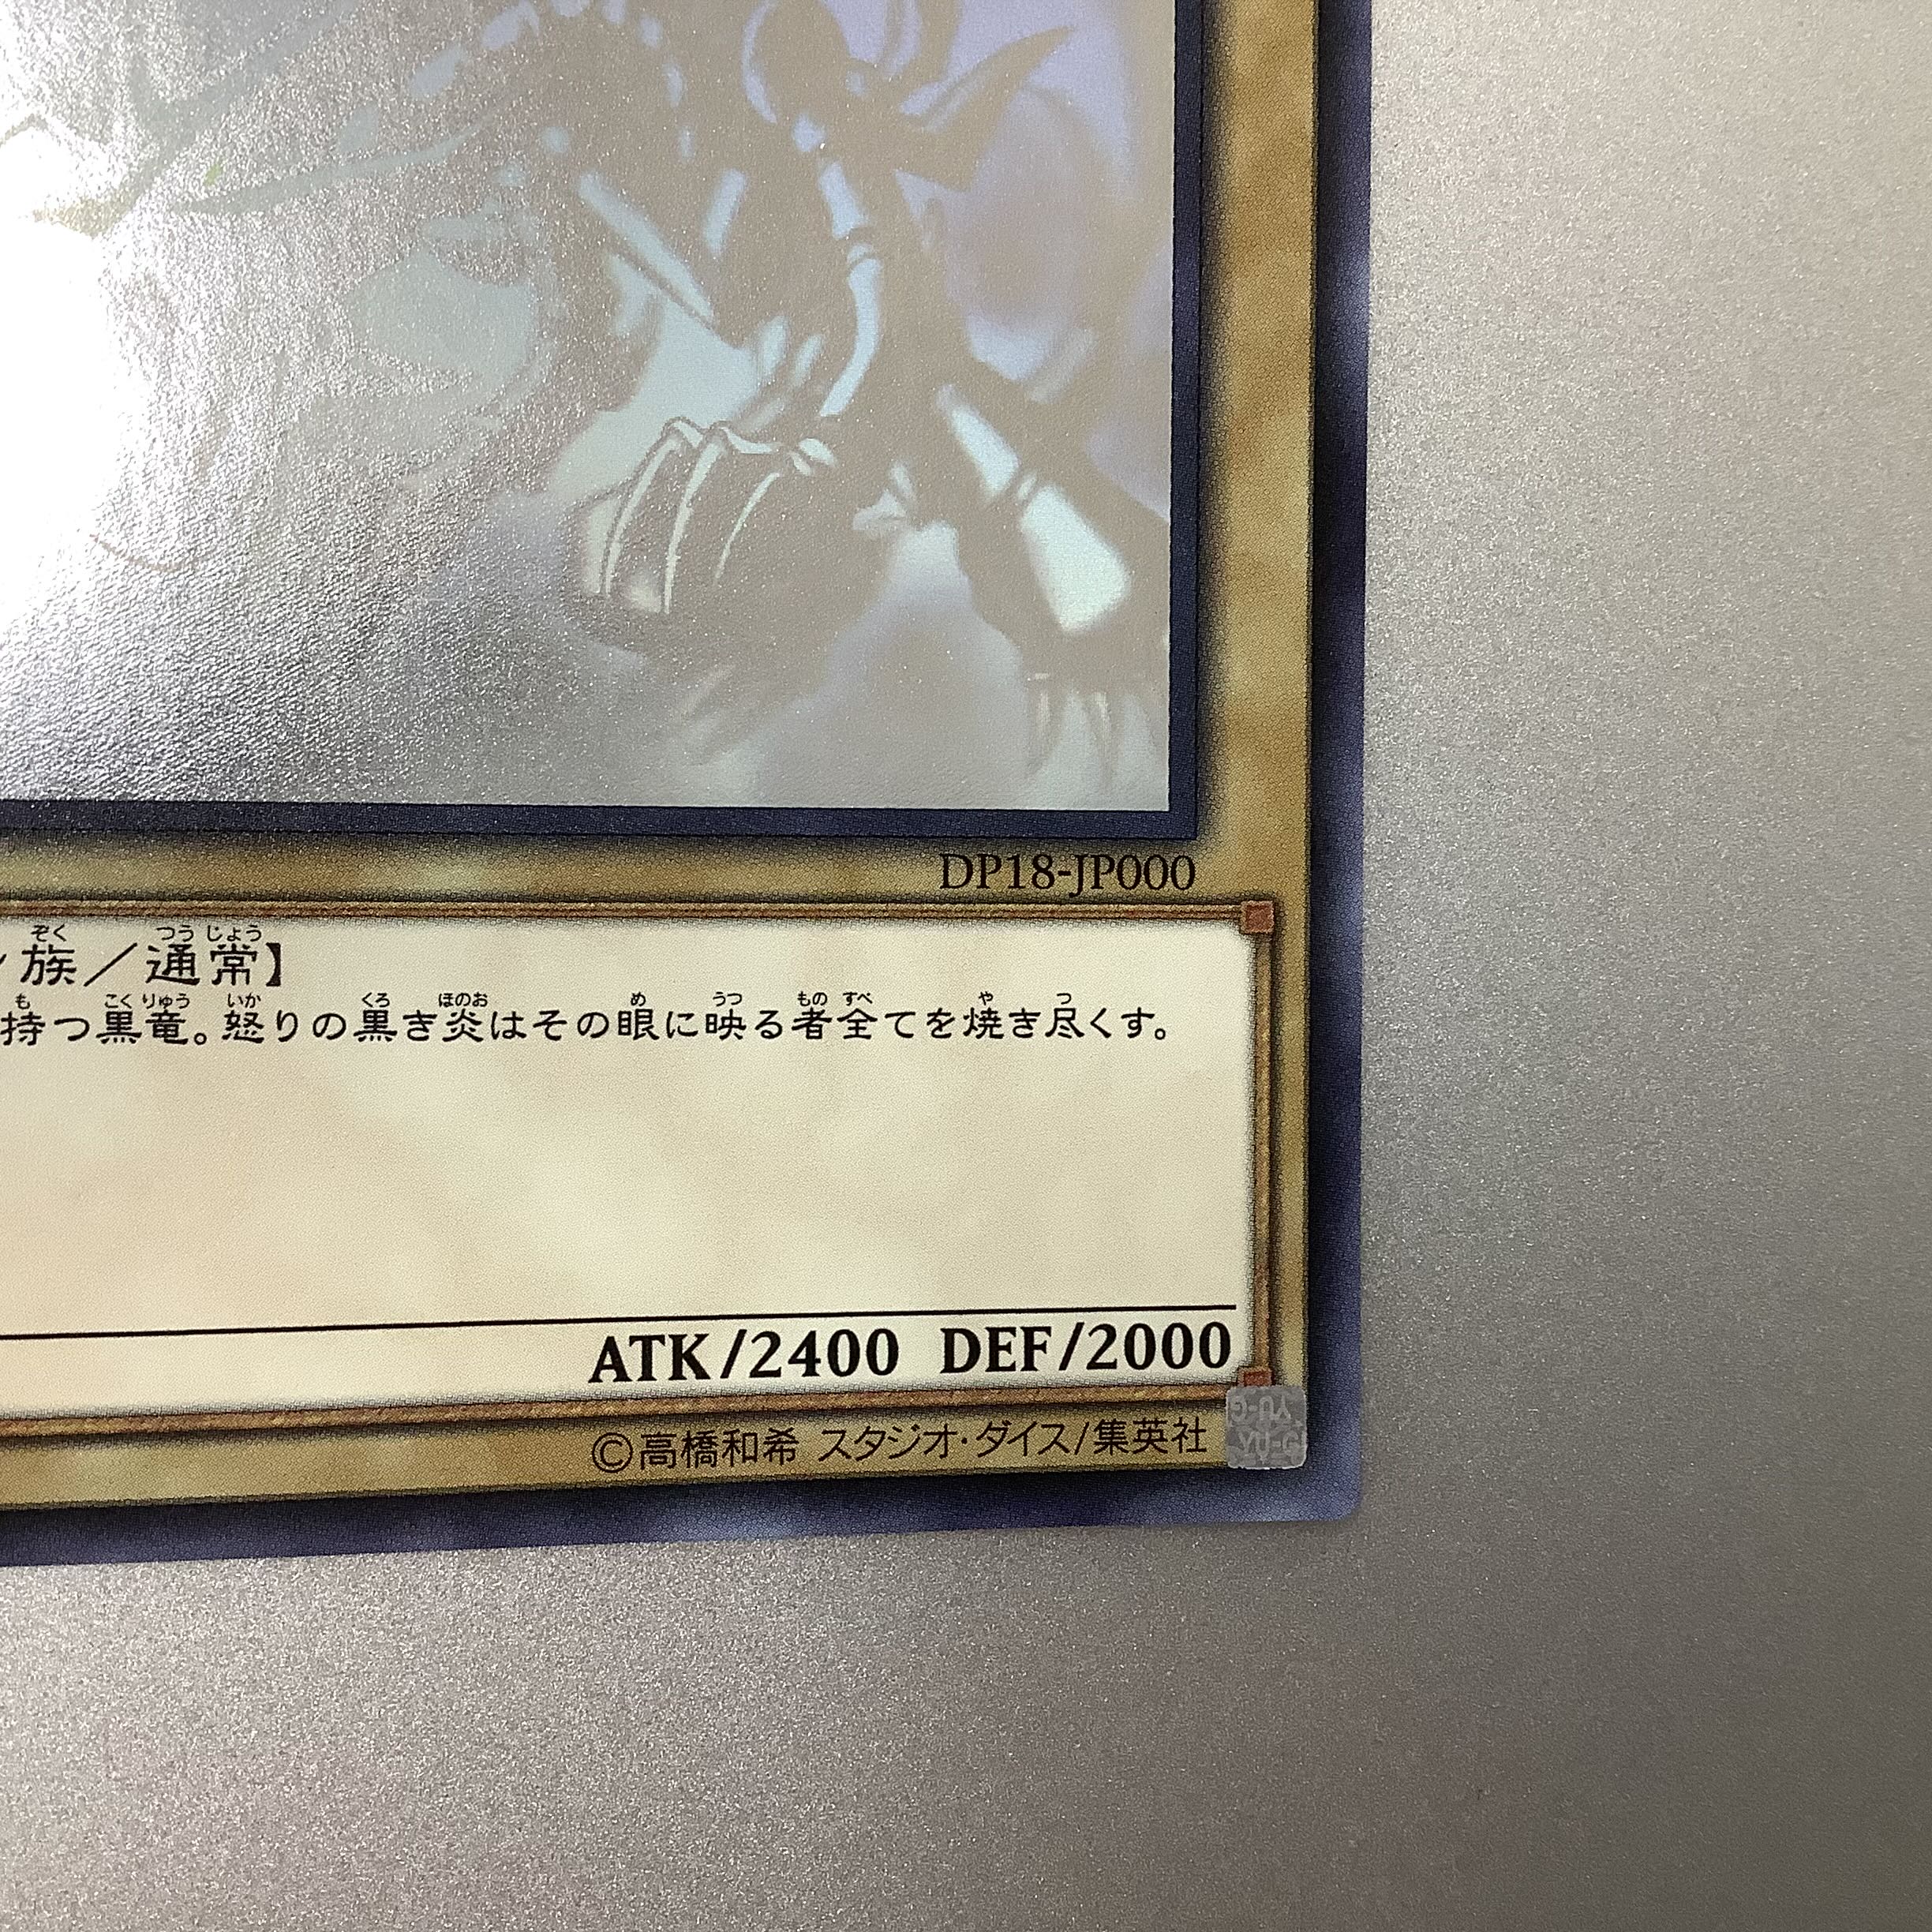 DP18-JP000
族／通常】
持つ黒竜。怒りの黒き炎はその眼に映る者全てを焼き尽くす。
ATK/2400 DEF/2000
©高橋和希 スタジオ・ダイス/集英社